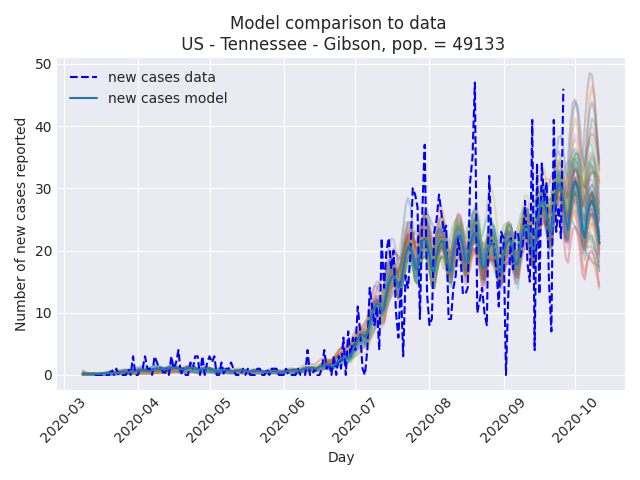 Model comparison to data
US - Tennessee - Gibson, pop. = 49133
new cases data
new cases model
Number of new cases reported
50
40
30
20
10
0
2020-03
2020-04
2020-05
2020-06
2020-07
2020-08
2020-09
2020-10
Day